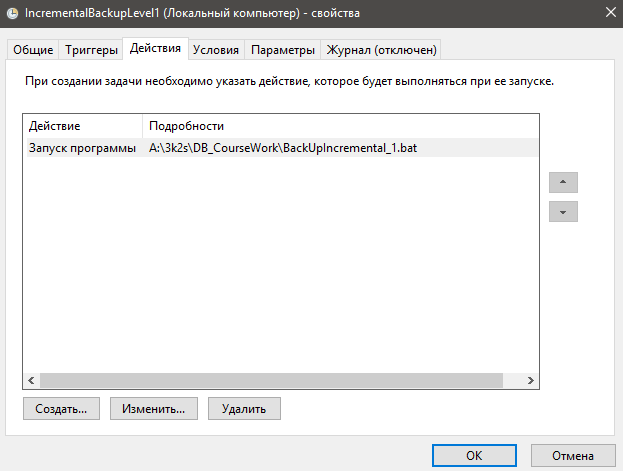 IncrementalBackupLevel1 (Локальный компьютер) - свойства
Общие Триггеры Действия Условия Параметры Журнал (отключен)
При создании задачи необходимо указать действие, которое будет выполняться при ее запуске.
Действие Подробности
Запуск программы A:\3k2s\DB_CourseWork\BackUpIncremental_1.bat
Создать... Изменить... Удалить
ОК Отмена